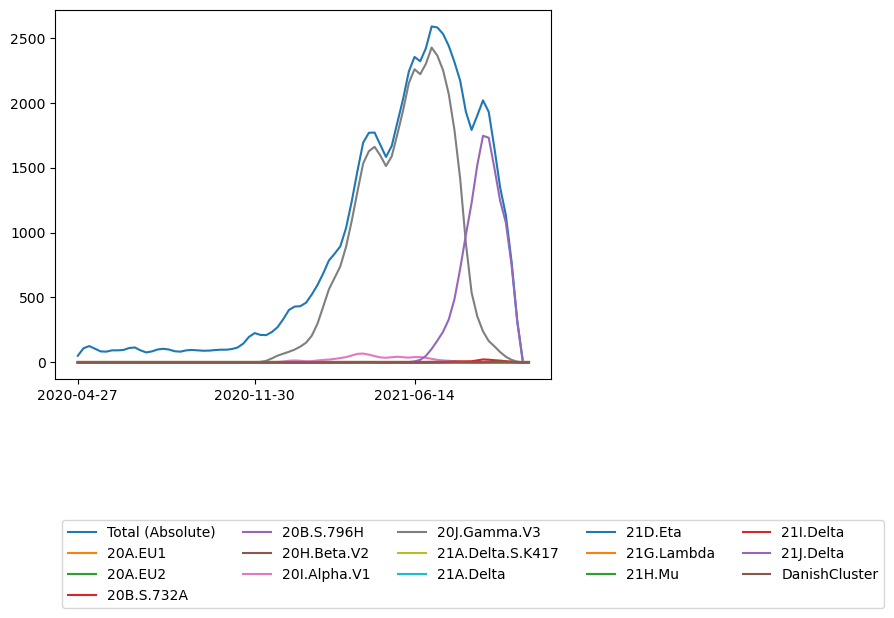 2500
2000
1500
1000
500
0
2020-04-27 2020-11-30 2021-06-14
Total (Absolute) 20B.S.796H 20J.Gamma.V3 21D.Eta 21I.Delta
20A.EU1 20H.Beta.V2 21A.Delta.S.K417 21G.Lambda 21J.Delta
20A.EU2 20I.Alpha.V1 21A.Delta 21H.Mu DanishCluster
20B.S.732A